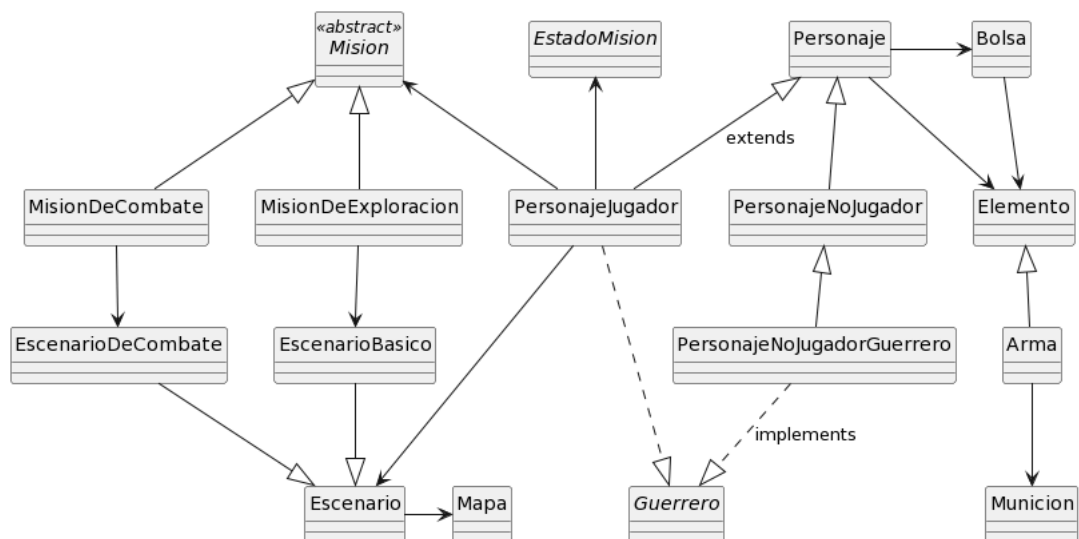 «abstract»
Mision
EstadoMision
Personaje
Bolsa
extends
MisionDeCombate
MisionDeExploracion
PersonajeJugador
PersonajeNoJugador
Elemento
EscenarioDeCombate
EscenarioBasico
PersonajeNoJugadorGuerrero
Arma
implements
Escenario
Mapa
Guerrero
Municion